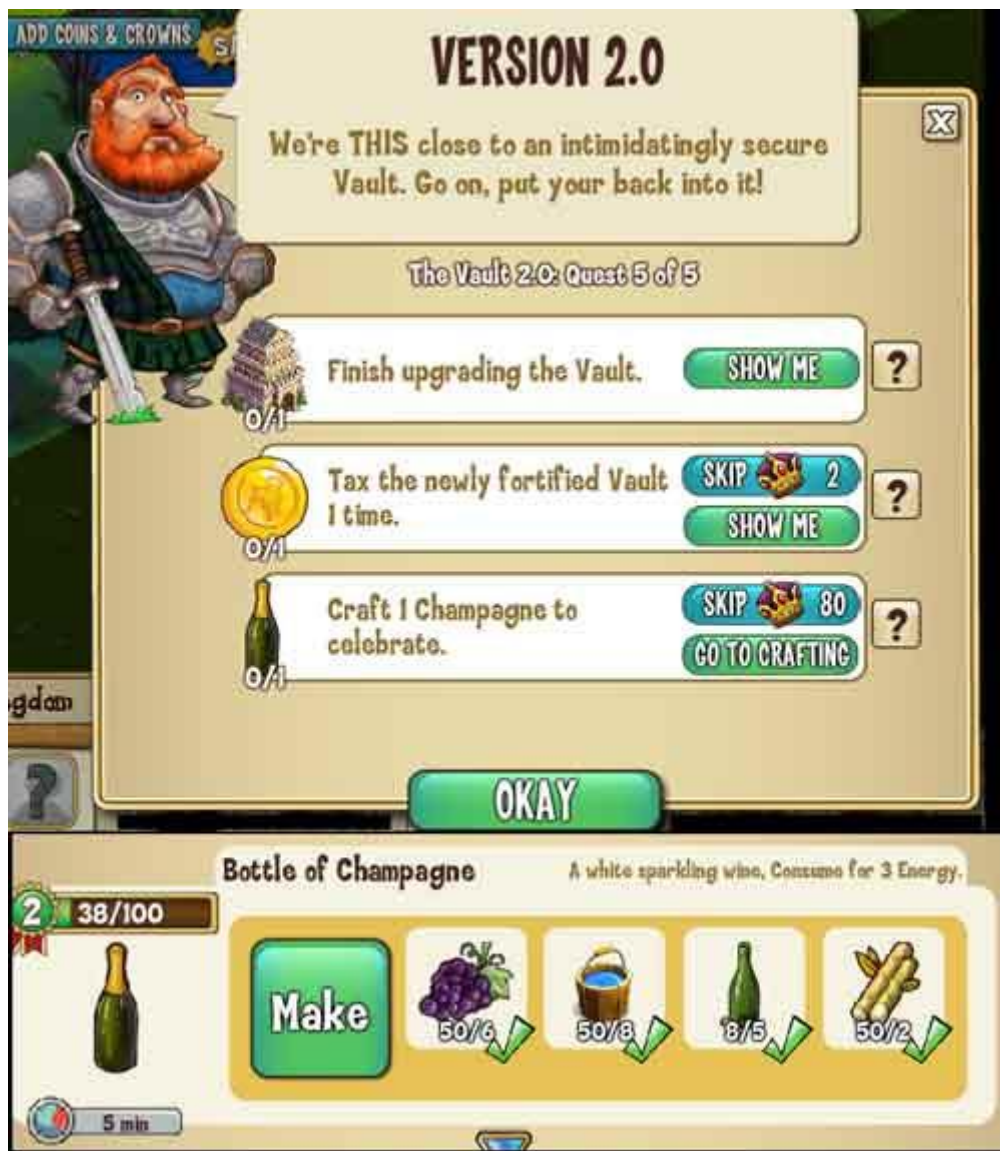 ADD COINS & CROWNS
VERSION 2.0
We're THIS close to an intimidatingly secure
Vault. Go on, put your back into it!
The Vault 2.0: Quest 5 of 5
Finish upgrading the Vault.
SHOW ME
?
0/1
Tax the newly fortified Vault
1 time.
SKIP 2
SHOW ME
?
0/1
Craft 1 Champagne to
celebrate.
SKIP 80
GO TO CRAFTING
?
0/1
gdom
?
OKAY
Bottle of Champagne
A white sparkling wine, Consume for 3 Energy.
2
38/100
Make
50/6
50/8
8/5
50/2
5 min